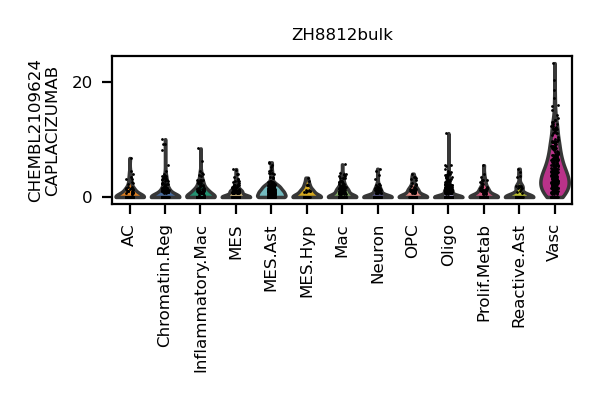 ZH8812bulk
CHEMBL2109624
CAPLACIZUMAB
20
0
AC
Chromatin.Reg
Inflammatory.Mac
MES
MES.Ast
MES.Hyp
Mac
Neuron
OPC
Oligo
Prolif.Metab
Reactive.Ast
Vasc